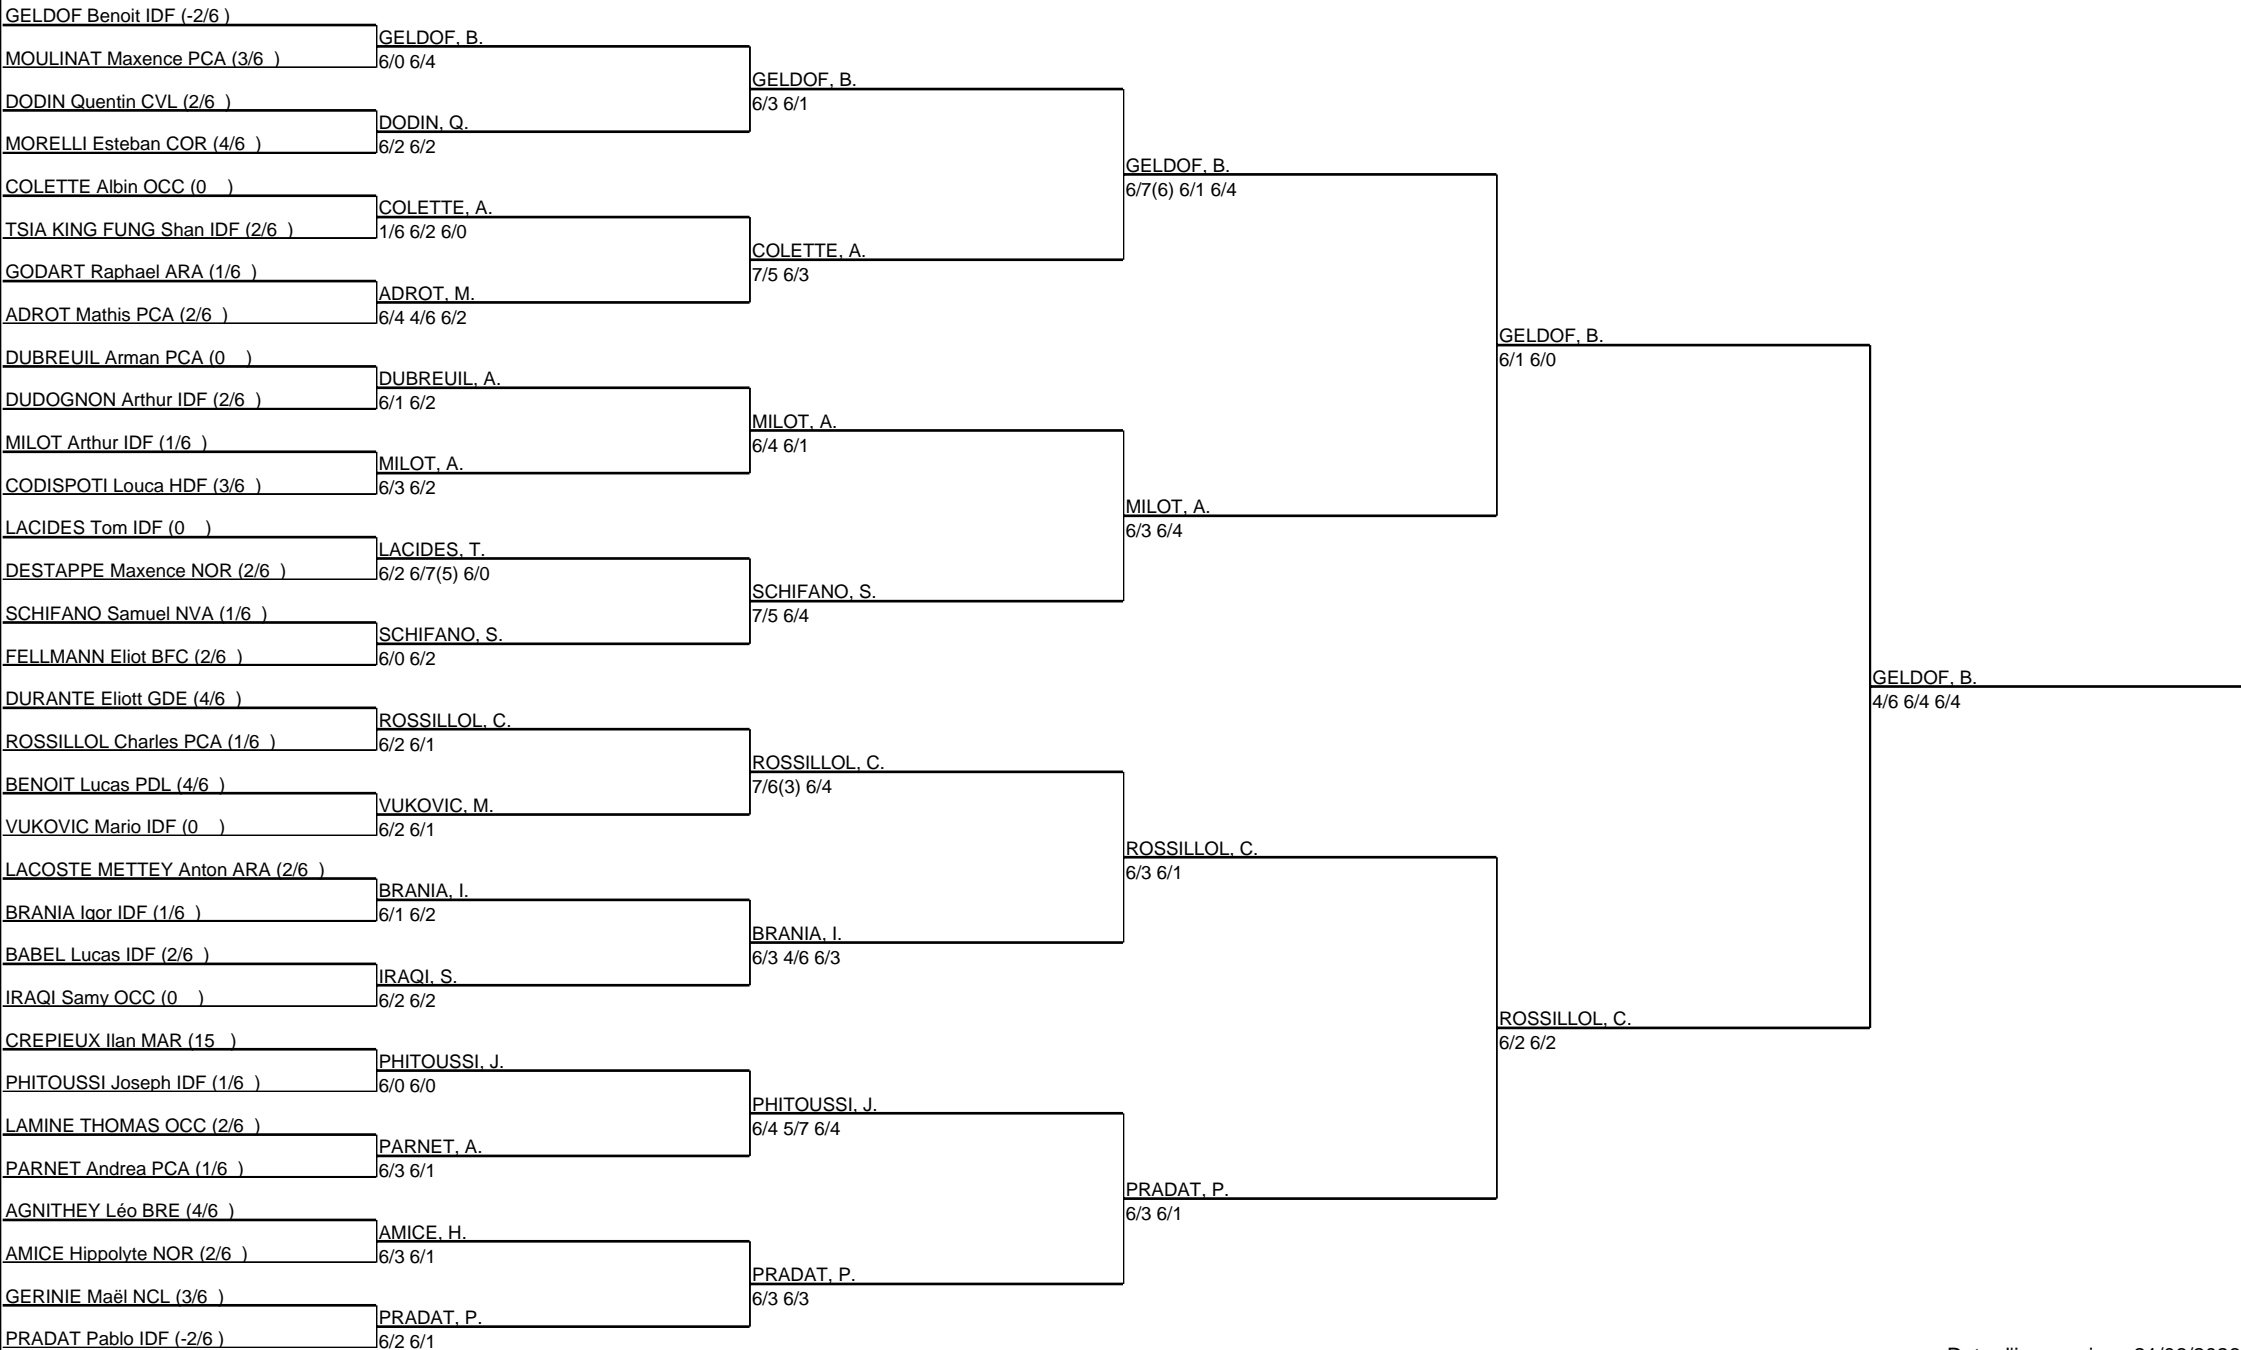 GELDOF Benoit IDF (-2/6 )
MOULINAT Maxence PCA (3/6 )
DODIN Quentin CVL (2/6 )
MORELLI Esteban COR (4/6 )
COLETTE Albin OCC (0 )
TSIA KING FUNG Shan IDF (2/6 )
GODART Raphael ARA (1/6 )
ADROT Mathis PCA (2/6 )
DUBREUIL Arman PCA (0 )
DUDOGNON Arthur IDF (2/6 )
MILOT Arthur IDF (1/6 )
CODISPOTI Louca HDF (3/6 )
LACIDES Tom IDF (0 )
DESTAPPE Maxence NOR (2/6 )
SCHIFANO Samuel NVA (1/6 )
FELLMANN Eliot BFC (2/6 )
DURANTE Eliott GDE (4/6 )
ROSSILLOL Charles PCA (1/6 )
BENOIT Lucas PDL (4/6 )
VUKOVIC Mario IDF (0 )
LACOSTE METTEY Anton ARA (2/6 )
BRANIA Igor IDF (1/6 )
BABEL Lucas IDF (2/6 )
IRAQI Samy OCC (0 )
CREPIEUX Ilan MAR (15 )
PHITOUSSI Joseph IDF (1/6 )
LAMINE THOMAS OCC (2/6 )
PARNET Andrea PCA (1/6 )
AGNITHEY Léo BRE (4/6 )
AMICE Hippolyte NOR (2/6 )
GERINIE Maël NCL (3/6 )
PRADAT Pablo IDF (-2/6 )
GELDOF, B.
6/0 6/4
DODIN, Q.
6/2 6/2
COLETTE, A.
1/6 6/2 6/0
ADROT, M.
6/4 4/6 6/2
DUBREUIL, A.
6/1 6/2
MILOT, A.
6/3 6/2
LACIDES, T.
6/2 6/7(5) 6/0
SCHIFANO, S.
6/0 6/2
ROSSILLOL, C.
6/2 6/1
VUKOVIC, M.
6/2 6/1
BRANIA, I.
6/1 6/2
IRAQI, S.
6/2 6/2
PHITOUSSI, J.
6/0 6/0
PARNET, A.
6/3 6/1
AMICE, H.
6/3 6/1
PRADAT, P.
6/2 6/1
GELDOF, B.
6/3 6/1
COLETTE, A.
7/5 6/3
MILOT, A.
6/4 6/1
SCHIFANO, S.
7/5 6/4
ROSSILLOL, C.
7/6(3) 6/4
BRANIA, I.
6/3 4/6 6/3
PHITOUSSI, J.
6/4 5/7 6/4
PRADAT, P.
6/3 6/3
GELDOF, B.
6/7(6) 6/1 6/4
MILOT, A.
6/3 6/4
ROSSILLOL, C.
6/3 6/1
PRADAT, P.
6/3 6/1
GELDOF, B.
6/1 6/0
ROSSILLOL, C.
6/2 6/2
GELDOF, B.
4/6 6/4 6/4